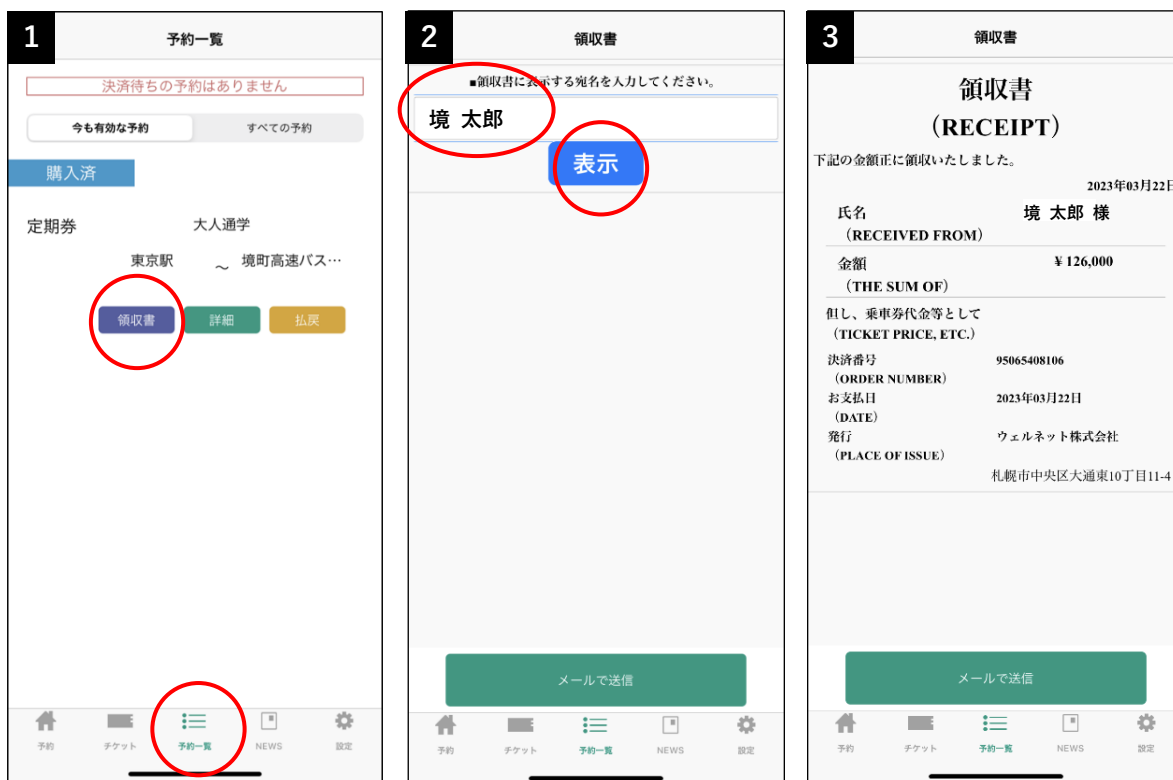 1
予約一覧
決済待ちの予約はありません
今も有効な予約 すべての予約
購入済
定期券 大人通学
東京駅 ～ 境町高速バス…
領収書 詳細 払戻
予約 チケット 予約一覧 NEWS 設定
2
領収書
■領収書に表示する宛名を入力してください。
境 太郎
表示
メールで送信
予約 チケット 予約一覧 NEWS 設定
3
領収書
領収書
（RECEIPT）
下記の金額正に領収いたしました。
2023年03月22日
氏名 境 太郎 様
（RECEIVED FROM）
金額 ¥ 126,000
（THE SUM OF）
但し、乗車券代金等として
（TICKET PRICE, ETC.）
決済番号 95065408106
（ORDER NUMBER）
お支払日 2023年03月22日
（DATE）
発行 ウェルネット株式会社
（PLACE OF ISSUE）
札幌市中央区大通東10丁目11-4
メールで送信
予約 チケット 予約一覧 NEWS 設定